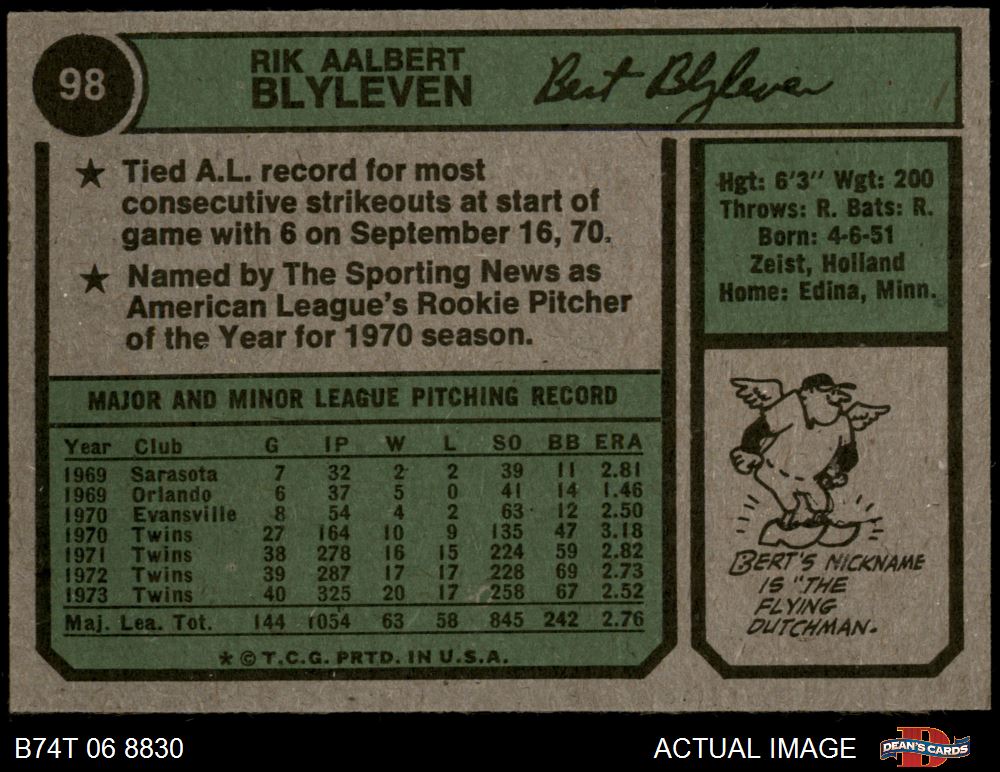 98
RIK AALBERT
BLYLEVEN
Bert Blyleven
★ Tied A.L. record for most
consecutive strikeouts at start of
game with 6 on September 16, 70.
★ Named by The Sporting News as
American League's Rookie Pitcher
of the Year for 1970 season.
Hgt: 6'3" Wgt: 200
Throws: R. Bats: R.
Born: 4-6-51
Zeist, Holland
Home: Edina, Minn.
MAJOR AND MINOR LEAGUE PITCHING RECORD
Year Club G IP W L SO BB ERA
1969 Sarasota 7 32 2 2 39 11 2.81
1969 Orlando 6 37 5 0 41 14 1.46
1970 Evansville 8 54 4 2 63 12 2.50
1970 Twins 27 164 10 9 135 47 3.18
1971 Twins 38 278 16 15 224 59 2.82
1972 Twins 39 287 17 17 228 69 2.73
1973 Twins 40 325 20 17 258 67 2.52
Maj. Lea. Tot. 144 1054 63 58 845 242 2.76
★ © T.C.G. PRTD. IN U.S.A.
BERT'S NICKNAME
IS "THE
FLYING
DUTCHMAN.
B74T 06 8830
ACTUAL IMAGE
DEAN'S CARDS